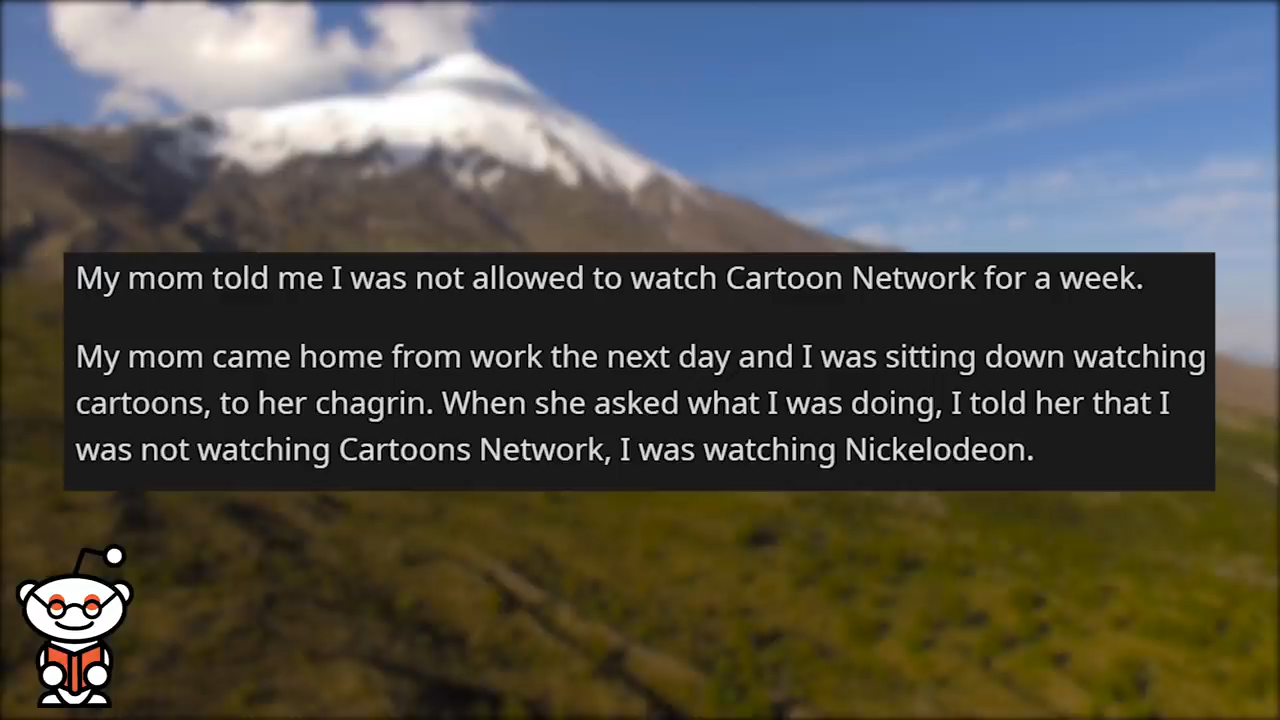 My mom told me I was not allowed to watch Cartoon Network for a week.
My mom came home from work the next day and I was sitting down watching
cartoons, to her chagrin. When she asked what I was doing, I told her that I
was not watching Cartoons Network, I was watching Nickelodeon.